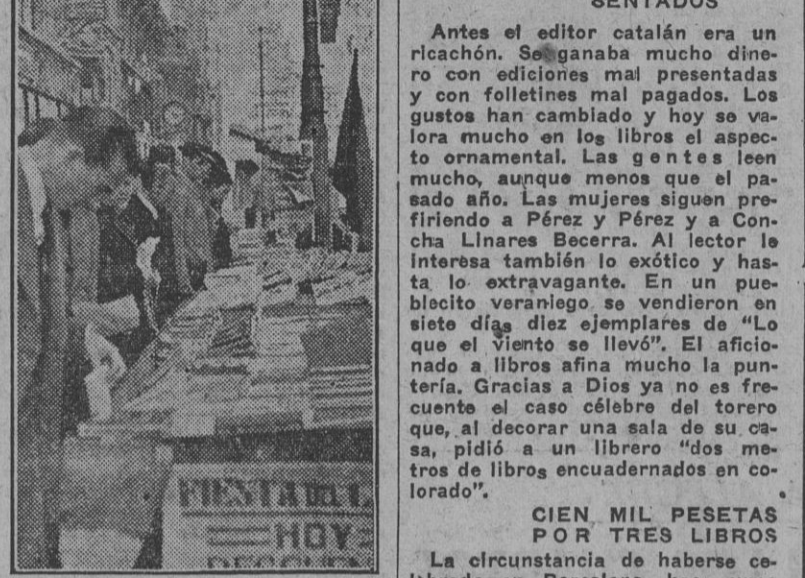 FIESTA DEL L
HOY
DESCUEN
SENTADOS
Antes el editor catalán era un
ricachón. Se ganaba mucho dine-
ro con ediciones mal presentadas
y con folletines mal pagados. Los
gustos han cambiado y hoy se va-
lora mucho en los libros el aspec-
to ornamental. Las gentes leen
mucho, aunque menos que el pa-
sado año. Las mujeres siguen pre-
firiendo a Pérez y Pérez y a Con-
cha Linares Becerra. Al lector le
interesa también lo exótico y has-
ta lo extravagante. En un pue-
blecito veraniego se vendieron en
siete días diez ejemplares de "Lo
que el viento se llevó". El aficio-
nado a libros afina mucho la pun-
tería. Gracias a Dios ya no es fre-
cuente el caso célebre del torero
que, al decorar una sala de su ca-
sa, pidió a un librero "dos me-
tros de libros encuadernados en co-
lorado".
CIEN MIL PESETAS
POR TRES LIBROS
La circunstancia de haberse ce-